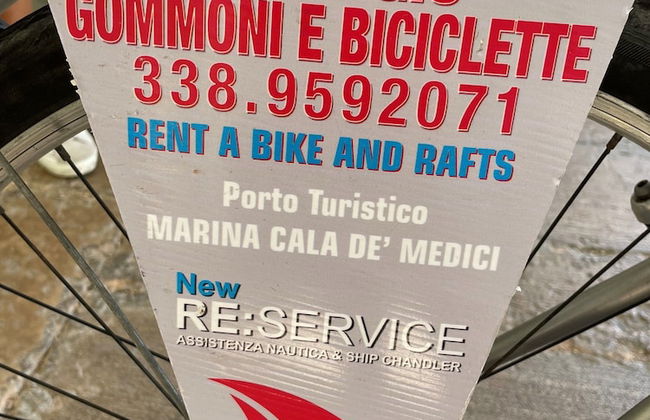 GOMMONI E BICICLETTE
338.9592071
RENT A BIKE AND RAFTS
Porto Turistico
MARINA CALA DE' MEDICI
New
RE:SERVICE
ASSISTENZA NAUTICA & SHIP CHANDLER